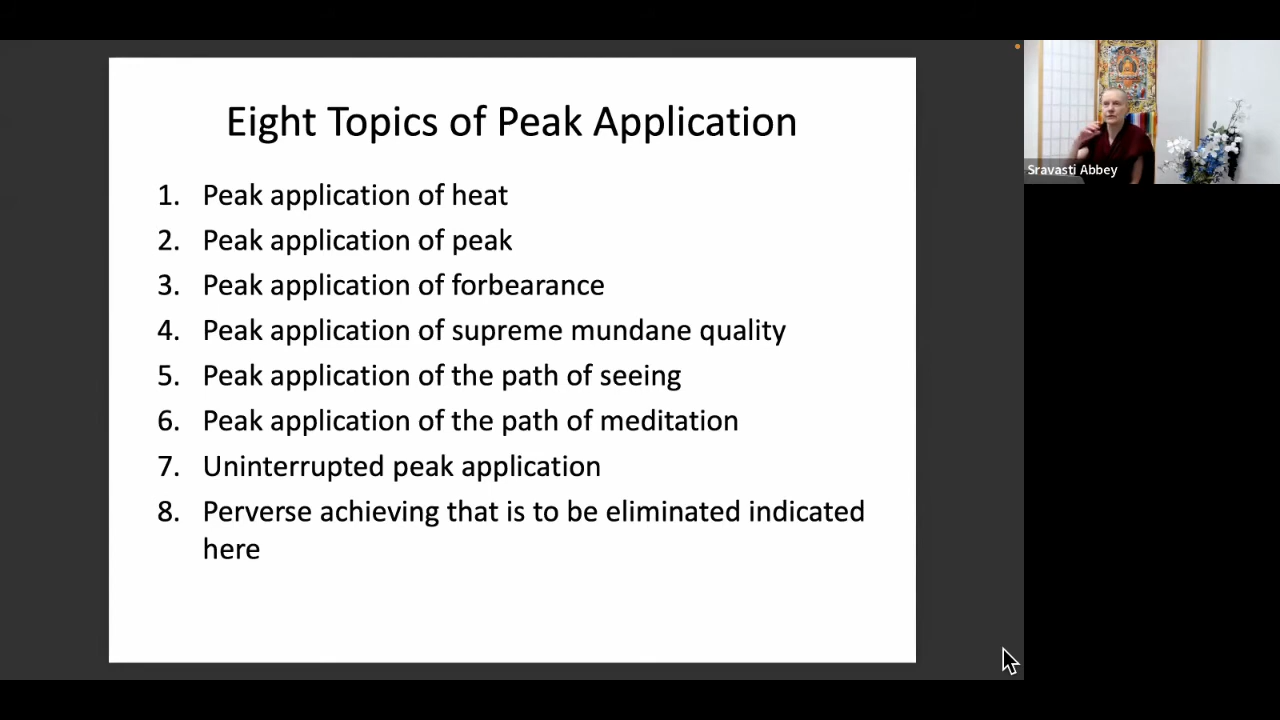 Eight Topics of Peak Application
1. Peak application of heat
2. Peak application of peak
3. Peak application of forbearance
4. Peak application of supreme mundane quality
5. Peak application of the path of seeing
6. Peak application of the path of meditation
7. Uninterrupted peak application
8. Perverse achieving that is to be eliminated indicated
here
Sravasti Abbey